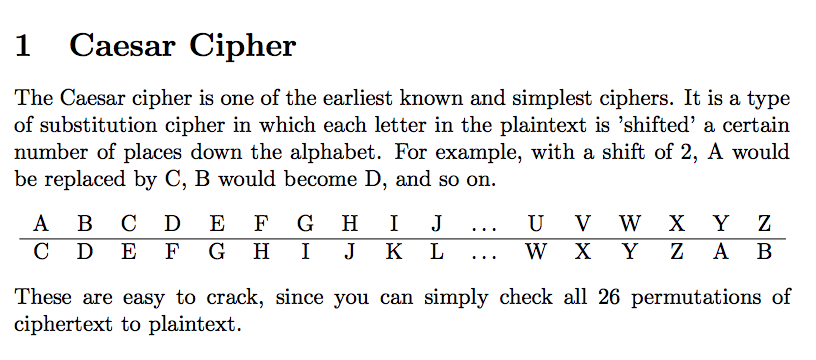 1 Caesar Cipher
The Caesar cipher is one of the earliest known and simplest ciphers. It is a type
of substitution cipher in which each letter in the plaintext is ’shifted’ a certain
number of places down the alphabet. For example, with a shift of 2, A would
be replaced by C, B would become D, and so on.
A B C D E F G H I J ... U V W X Y Z
C D E F G H I J K L ... W X Y Z A B
These are easy to crack, since you can simply check all 26 permutations of
ciphertext to plaintext.